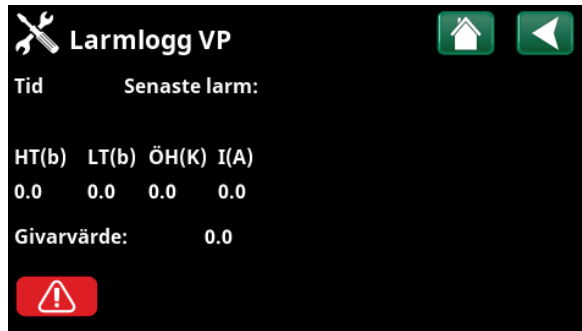 Larmlogg VP
Tid Senaste larm:
HT(b) LT(b) ÖH(K) I(A)
0.0 0.0 0.0 0.0
Givarvärde: 0.0